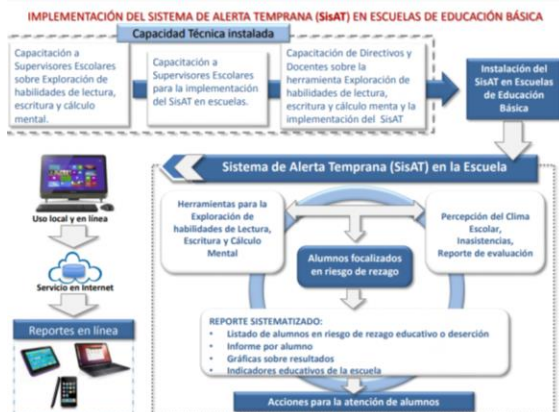 IMPLEMENTACIÓN DEL SISTEMA DE ALERTA TEMPRANA (SisAT) EN ESCUELAS DE EDUCACIÓN BÁSICA
Capacidad Técnica instalada
Capacitación a
Supervisores Escolares
sobre Exploración de
habilidades de lectura,
escritura y cálculo
mental.
Capacitación a
Supervisores Escolares
para la implementación
del SisAT en escuelas.
Capacitación de Directivos y
Docentes sobre la
herramienta Exploración de
habilidades de lectura,
escritura y cálculo menta y la
implementación del SisAT
Instalación del
SisAT en Escuelas
de Educación
Básica
Sistema de Alerta Temprana (SisAT) en la Escuela
Uso local y en línea
Servicio en Internet
Reportes en línea
Herramientas para la
Exploración de
habilidades de Lectura,
Escritura y Cálculo
Mental
Alumnos focalizados
en riesgo de rezago
Percepción del Clima
Escolar,
Inasistencias,
Reporte de evaluación
REPORTE SISTEMATIZADO:
• Listado de alumnos en riesgo de rezago educativo o deserción
• Informe por alumno
• Gráficas sobre resultados
• Indicadores educativos de la escuela
Acciones para la atención de alumnos